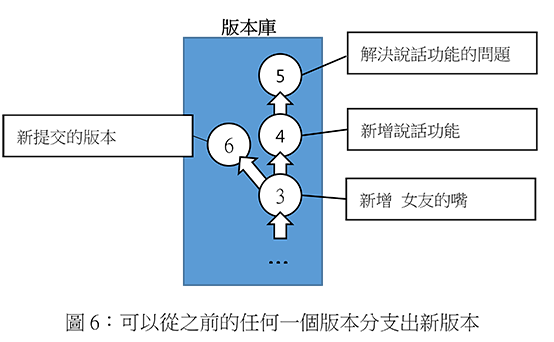 版本庫
5
解決說話功能的問題
新提交的版本
6
4
新增說話功能
3
新增 女友的嘴
...
圖 6：可以從之前的任何一個版本分支出新版本